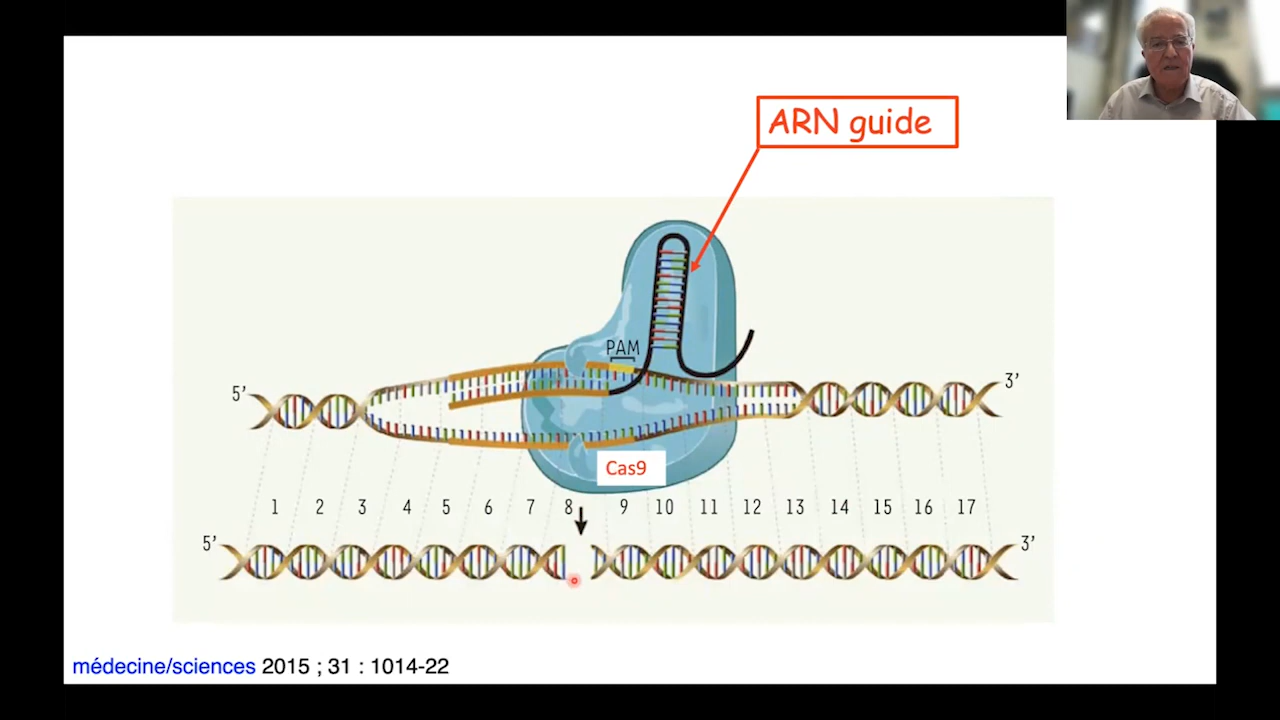 ARN guide
PAM
5’
3’
Cas9
1 2 3 4 5 6 7 8 9 10 11 12 13 14 15 16 17
5’
3’
médecine/sciences 2015 ; 31 : 1014-22